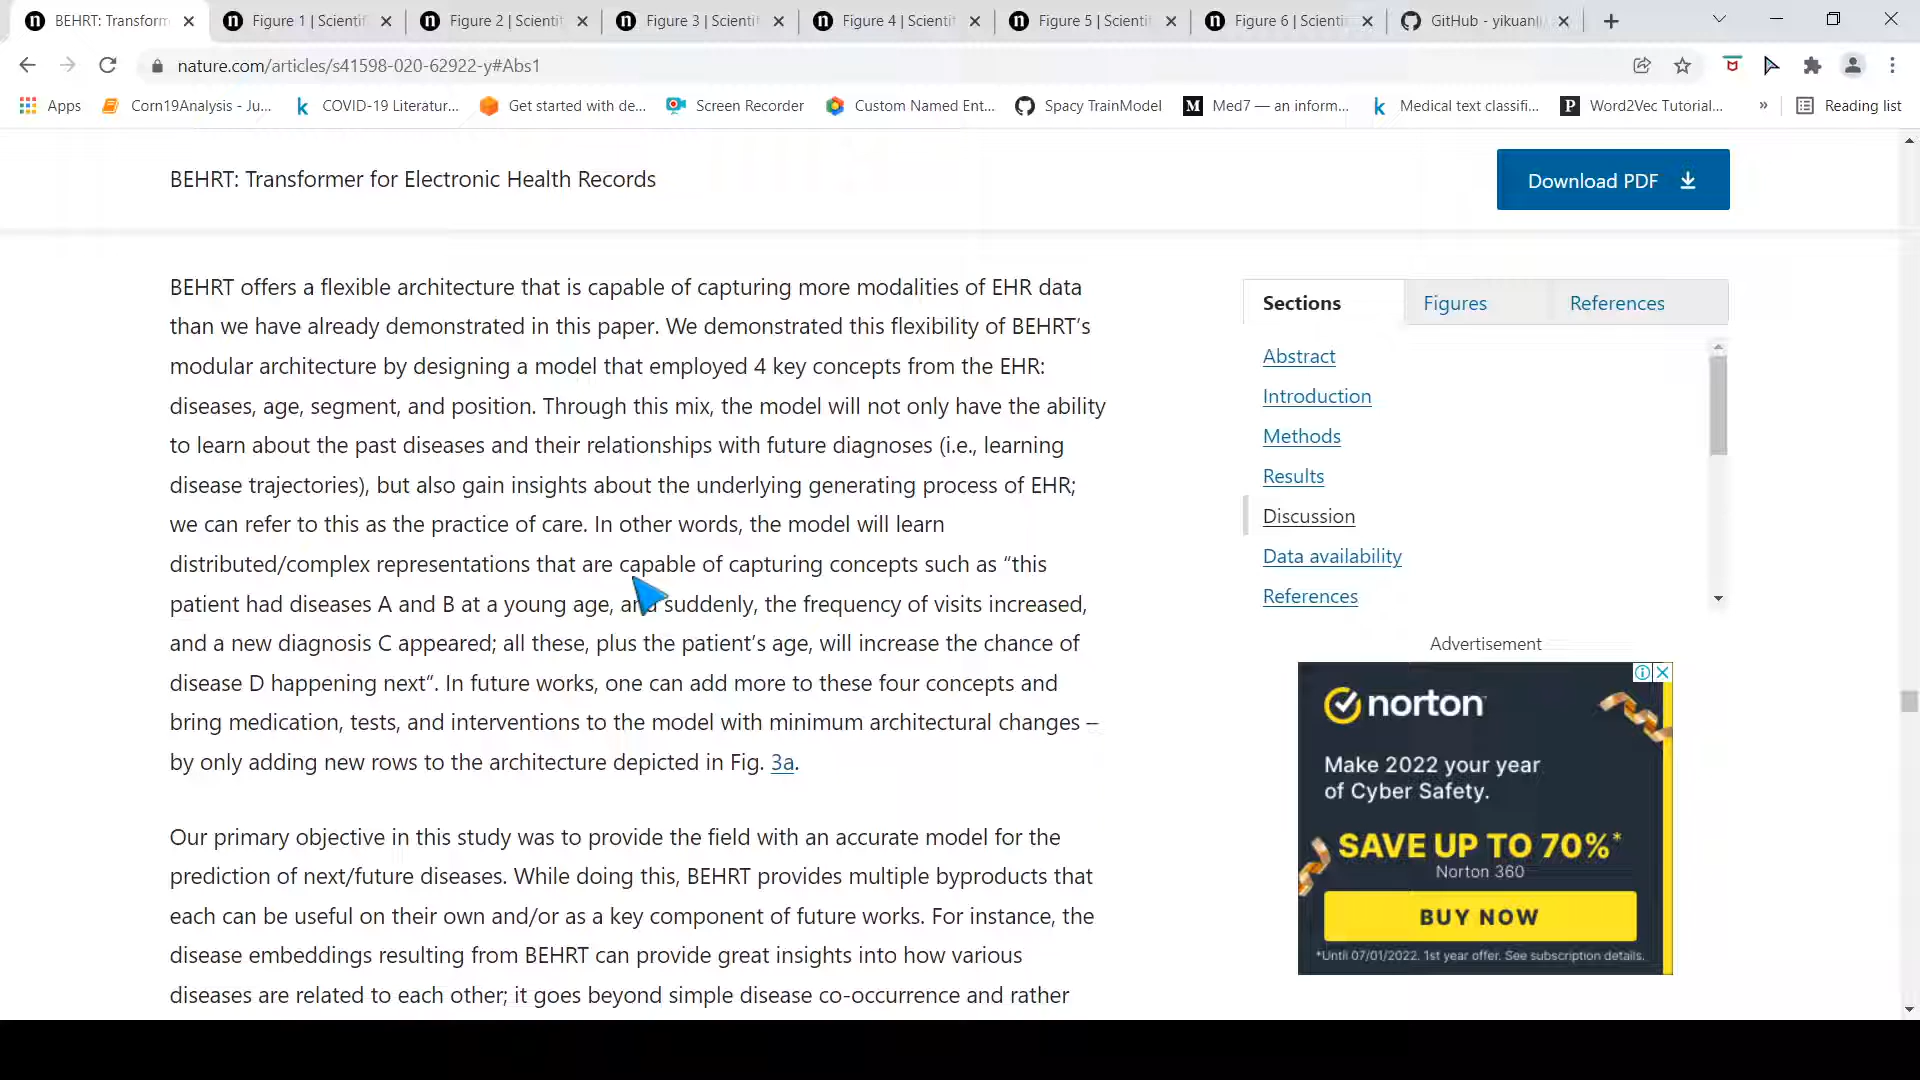 BEHRT: Transform
Figure 1 | Scientif
Figure 2 | Scientif
Figure 3 | Scientif
Figure 4 | Scientif
Figure 5 | Scientif
Figure 6 | Scientif
GitHub - yikuanli/
nature.com/articles/s41598-020-62922-y#Abs1
Apps
Corn19Analysis - Ju...
COVID-19 Literatur...
Get started with de...
Screen Recorder
Custom Named Ent...
Spacy TrainModel
Med7 — an inform...
Medical text classifi...
Word2Vec Tutorial...
»
Reading list
BEHRT: Transformer for Electronic Health Records
Download PDF
BEHRT offers a flexible architecture that is capable of capturing more modalities of EHR data
than we have already demonstrated in this paper. We demonstrated this flexibility of BEHRT’s
modular architecture by designing a model that employed 4 key concepts from the EHR:
diseases, age, segment, and position. Through this mix, the model will not only have the ability
to learn about the past diseases and their relationships with future diagnoses (i.e., learning
disease trajectories), but also gain insights about the underlying generating process of EHR;
we can refer to this as the practice of care. In other words, the model will learn
distributed/complex representations that are capable of capturing concepts such as “this
patient had diseases A and B at a young age, and suddenly, the frequency of visits increased,
and a new diagnosis C appeared; all these, plus the patient’s age, will increase the chance of
disease D happening next“. In future works, one can add more to these four concepts and
bring medication, tests, and interventions to the model with minimum architectural changes –
by only adding new rows to the architecture depicted in Fig. 3a.
Our primary objective in this study was to provide the field with an accurate model for the
prediction of next/future diseases. While doing this, BEHRT provides multiple byproducts that
each can be useful on their own and/or as a key component of future works. For instance, the
disease embeddings resulting from BEHRT can provide great insights into how various
diseases are related to each other; it goes beyond simple disease co-occurrence and rather
Sections
Figures
References
Abstract
Introduction
Methods
Results
Discussion
Data availability
References
Advertisement
norton
Make 2022 your year
of Cyber Safety.
SAVE UP TO 70%*
Norton 360
BUY NOW
*Until 07/01/2022. 1st year offer. See subscription details.